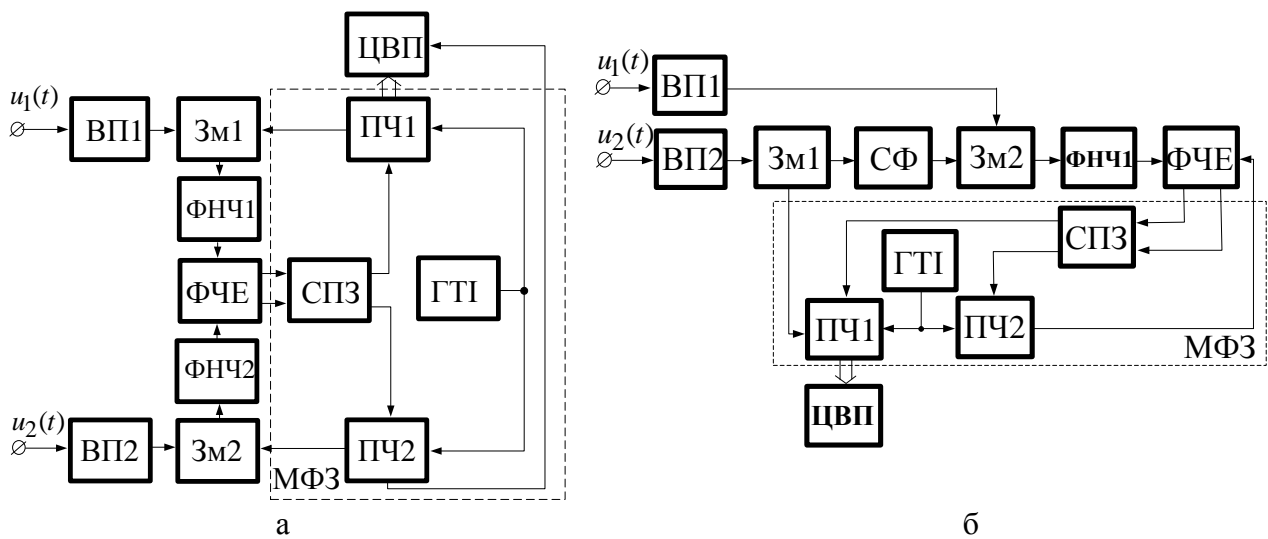 ЦВП
u1(t)
ВП1
Зм1
ПЧ1
ФНЧ1
ФЧЕ
СПЗ
ГТІ
ФНЧ2
u2(t)
ВП2
Зм2
ПЧ2
МФЗ
а
u1(t)
ВП1
u2(t)
ВП2
Зм1
СФ
Зм2
ФНЧ1
ФЧЕ
СПЗ
ГТІ
ПЧ1
ПЧ2
МФЗ
ЦВП
б